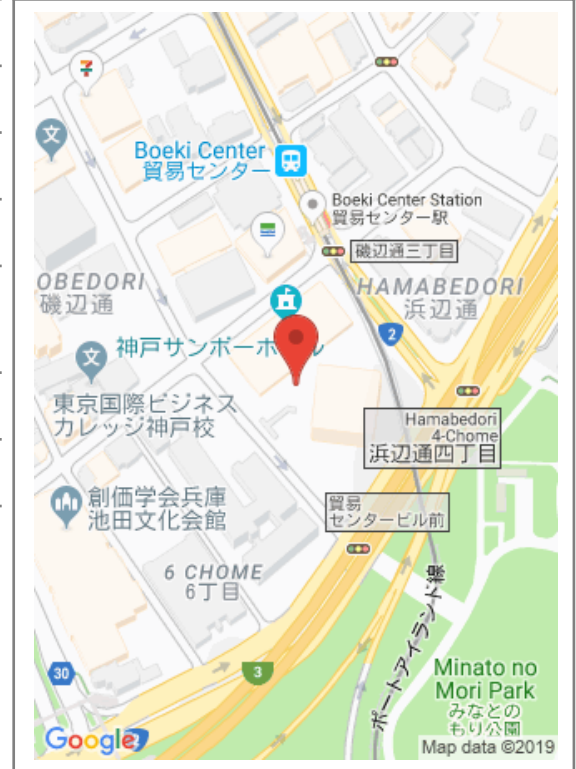 Boeki Center
貿易センター
Boeki Center Station
貿易センター駅
磯辺通三丁目
OBEDORI
磯辺通
HAMABEDORI
浜辺通
2
神戸サンボーホール
文
文
東京国際ビジネス
カレッジ神戸校
Hamabedori
4-Chome
浜辺通四丁目
創価学会兵庫
池田文化会館
貿易
センタービル前
6 CHOME
6丁目
ポートアイランド線
30
3
Minato no
Mori Park
みなとの
もり公園
Google
Map data ©2019